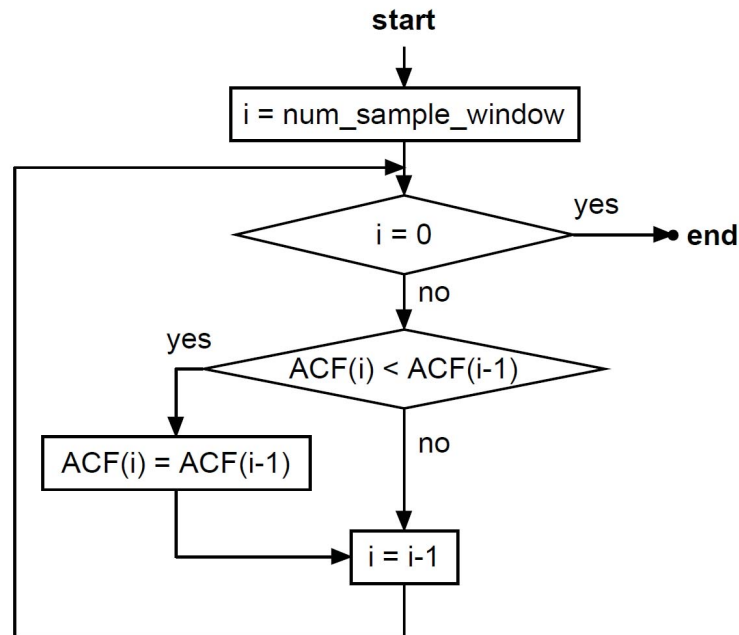 start
i = num_sample_window
i = 0
yes
end
no
ACF(i) < ACF(i-1)
yes
no
ACF(i) = ACF(i-1)
i = i-1